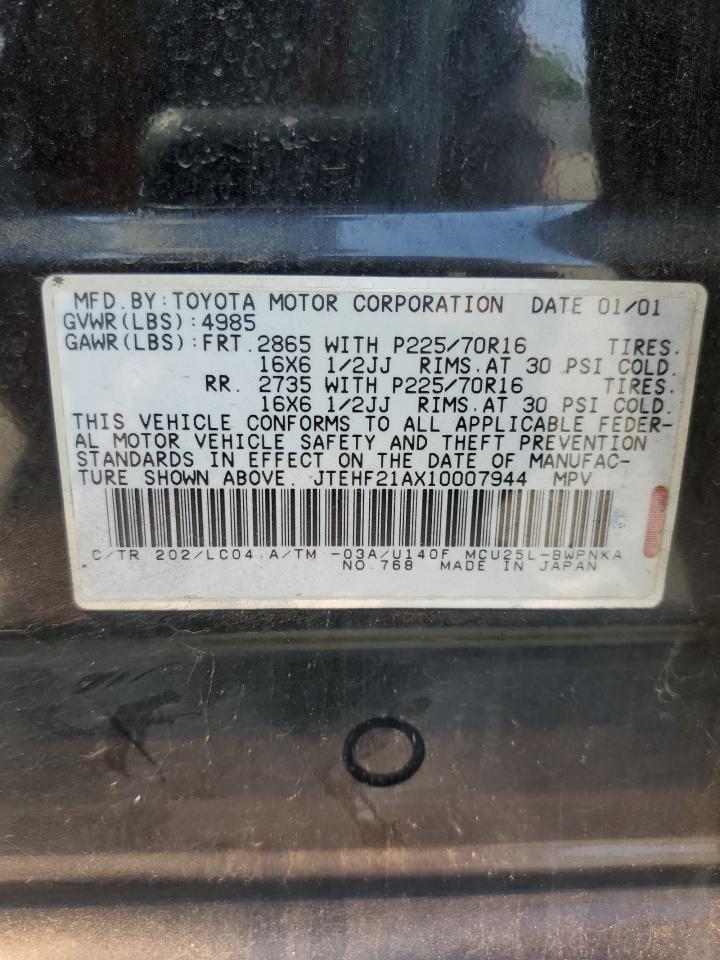 MFD.BY:TOYOTA MOTOR CORPORATION DATE 01/01
GVWR(LBS):4985
GAWR(LBS):FRT.2865 WITH P225/70R16 TIRES.
16X6 1/2JJ RIMS.AT 30 PSI COLD.
RR. 2735 WITH P225/70R16 TIRES.
16X6 1/2JJ RIMS.AT 30 PSI COLD.
THIS VEHICLE CONFORMS TO ALL APPLICABLE FEDER-
AL MOTOR VEHICLE SAFETY AND THEFT PREVENTION
STANDARDS IN EFFECT ON THE DATE OF MANUFAC-
TURE SHOWN ABOVE. JTEHF21AX10007944 MPV
C/TR 202/LC04.A/TM -03A/U140F MCU25L-BWPNKA
NO.768 MADE IN JAPAN